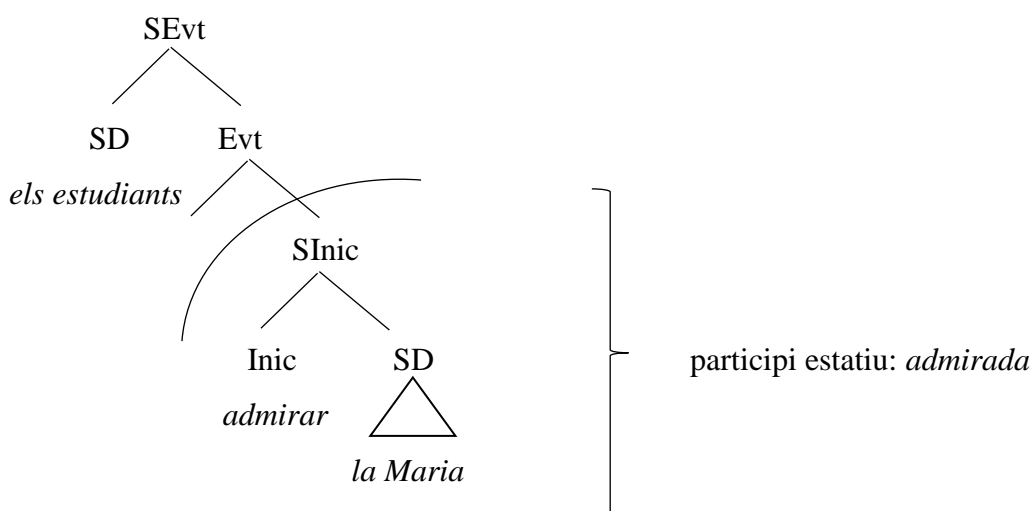 SEvt
SD Evt
els estudiants
SInic
Inic SD participi estatiu: admirada
admirar
la Maria